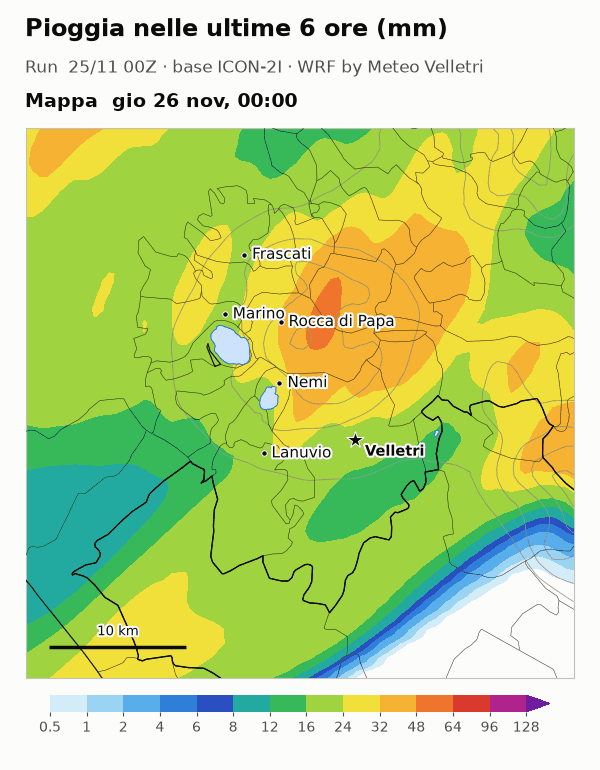 Pioggia nelle ultime 6 ore (mm)
Run  25/11 00Z · base ICON-2I · WRF by Meteo Velletri
Mappa  gio 26 nov, 00:00
Frascati
Marino
Rocca di Papa
Nemi
Velletri
Lanuvio
10 km
0.5 1 2 4 6 8 12 16 24 32 48 64 96 128